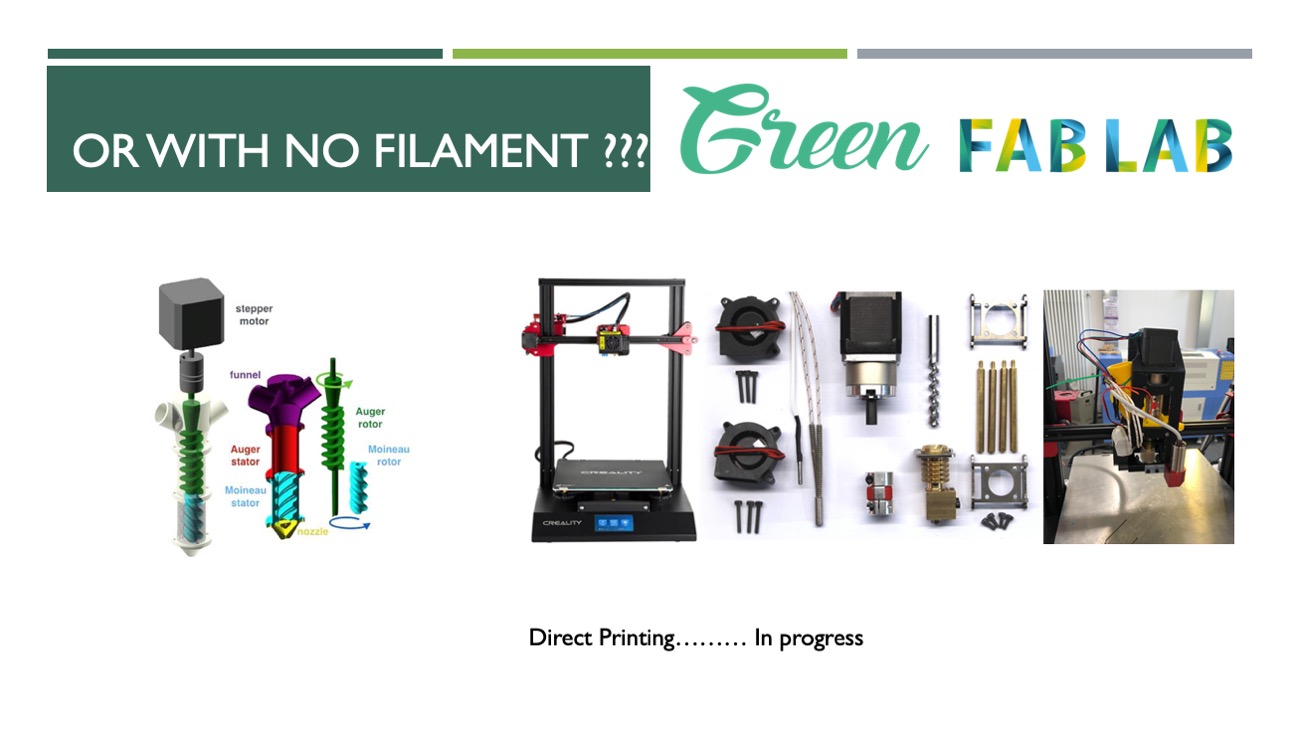 OR WITH NO FILAMENT ???
Green FAB LAB
stepper
motor
funnel
Auger
rotor
Auger
stator
Moineau
rotor
Moineau
stator
nozzle
CREALITY
CREALITY
Direct Printing……… In progress